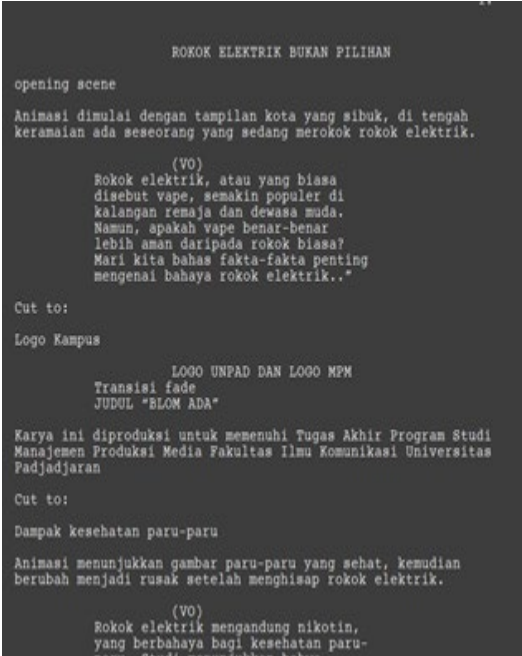 ROKOK ELEKTRIK BUKAN PILIHAN
opening scene
Animasi dimulai dengan tampilan kota yang sibuk, di tengah
keramaian ada seseorang yang sedang merokok rokok elektrik.
(VO)
Rokok elektrik, atau yang biasa
disebut vape, semakin populer di
kalangan remaja dan dewasa muda.
Namun, apakah vape benar-benar
lebih aman daripada rokok biasa?
Mari kita bahas fakta-fakta penting
mengenai bahaya rokok elektrik.."
Cut to:
Logo Kampus
LOGO UNPAD DAN LOGO MPM
Transisi fade
JUDUL "BLOM ADA"
Karya ini diproduksi untuk memenuhi Tugas Akhir Program Studi
Manajemen Produksi Media Fakultas Ilmu Komunikasi Universitas
Padjadjaran
Cut to:
Dampak kesehatan paru-paru
Animasi menunjukkan gambar paru-paru yang sehat, kemudian
berubah menjadi rusak setelah menghisap rokok elektrik.
(VO)
Rokok elektrik mengandung nikotin,
yang berbahaya bagi kesehatan paru-